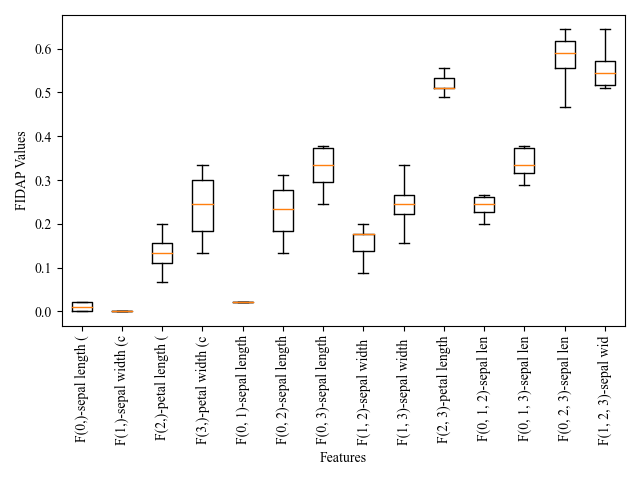 FIDAP Values
0.6
0.5
0.4
0.3
0.2
0.1
0.0
F(0,)-sepal length (
F(1,)-sepal width (c
F(2,)-petal length (
F(3,)-petal width (c
F(0, 1)-sepal length
F(0, 2)-sepal length
F(0, 3)-sepal length
F(1, 2)-sepal width
F(1, 3)-sepal width
F(2, 3)-petal length
F(0, 1, 2)-sepal len
F(0, 1, 3)-sepal len
F(0, 2, 3)-sepal len
F(1, 2, 3)-sepal wid
Features